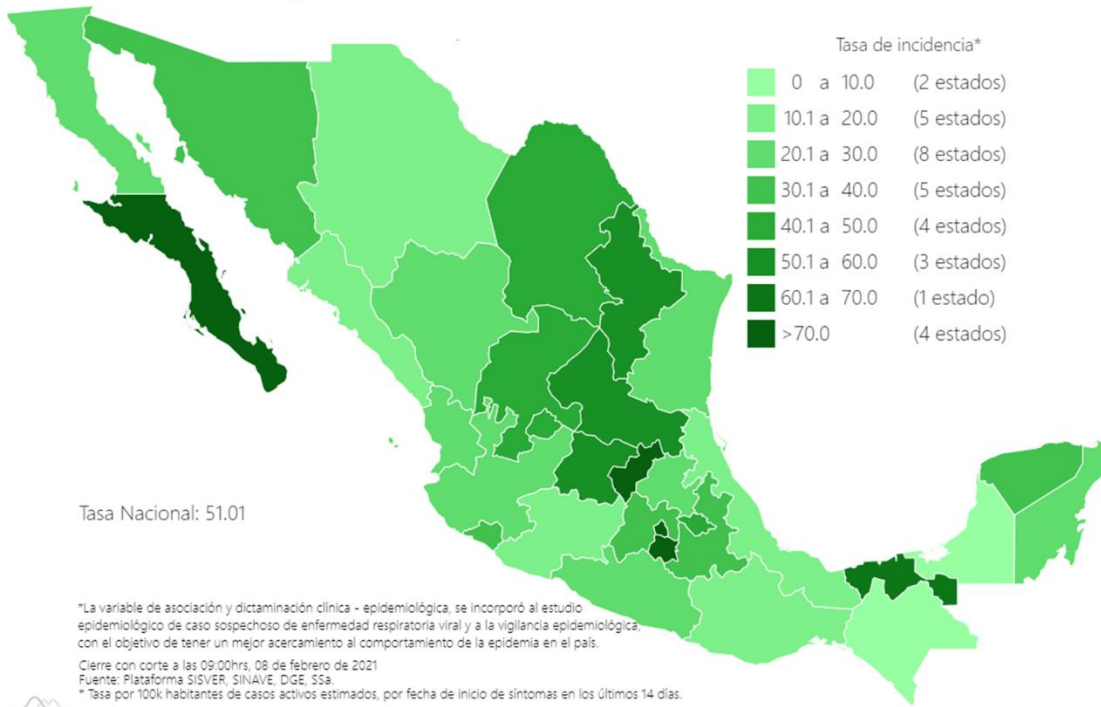 Tasa de incidencia*
0 a 10.0 (2 estados)
10.1 a 20.0 (5 estados)
20.1 a 30.0 (8 estados)
30.1 a 40.0 (5 estados)
40.1 a 50.0 (4 estados)
50.1 a 60.0 (3 estados)
60.1 a 70.0 (1 estado)
>70.0 (4 estados)
Tasa Nacional: 51.01
*La variable de asociación y dictaminación clínica - epidemiológica, se incorporó al estudio
epidemiológico de caso sospechoso de enfermedad respiratoria viral y a la vigilancia epidemiológica,
con el objetivo de tener un mejor acercamiento al comportamiento de la epidemia en el país.
Cierre con corte a las 09:00hrs, 08 de febrero de 2021
Fuente: Plataforma SISVER, SINAVE, DGE, SSa.
* Tasa por 100k habitantes de casos activos estimados, por fecha de inicio de síntomas en los últimos 14 días.